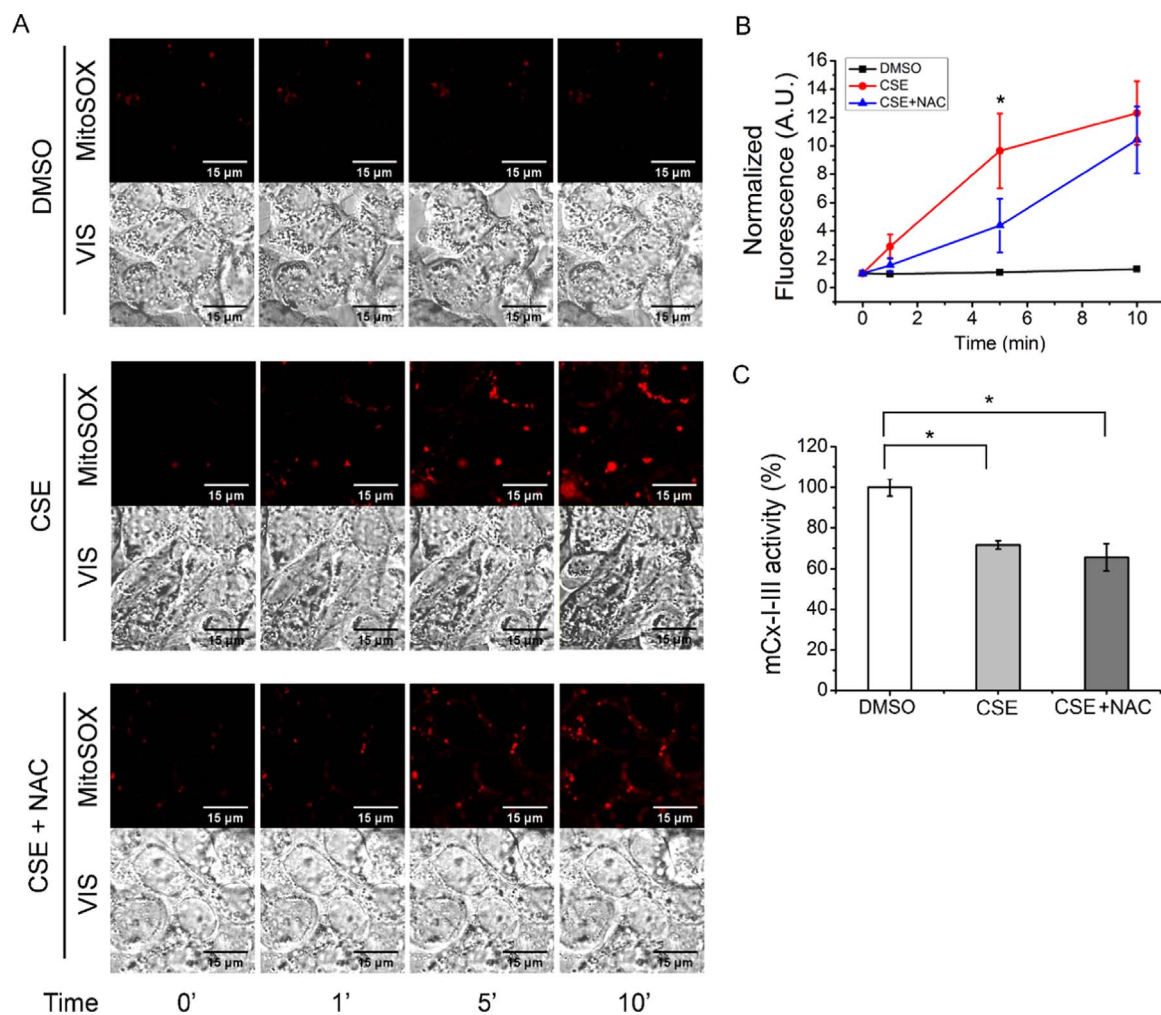 A
DMSO
MitoSOX
15 µm
15 µm
15 µm
15 µm
VIS
15 µm
15 µm
15 µm
15 µm
CSE
MitoSOX
15 µm
15 µm
15 µm
15 µm
VIS
15 µm
15 µm
15 µm
15 µm
CSE + NAC
MitoSOX
15 µm
15 µm
15 µm
15 µm
VIS
15 µm
15 µm
15 µm
15 µm
Time 0' 1' 5' 10'
B
Normalized
Fluorescence (A.U.)
16
14
12
10
8
6
4
2
0
DMSO
CSE
CSE+NAC
*
0 2 4 6 8 10
Time (min)
C
mCx-I-III activity (%)
120
100
80
60
40
20
0
*
*
DMSO CSE CSE+NAC